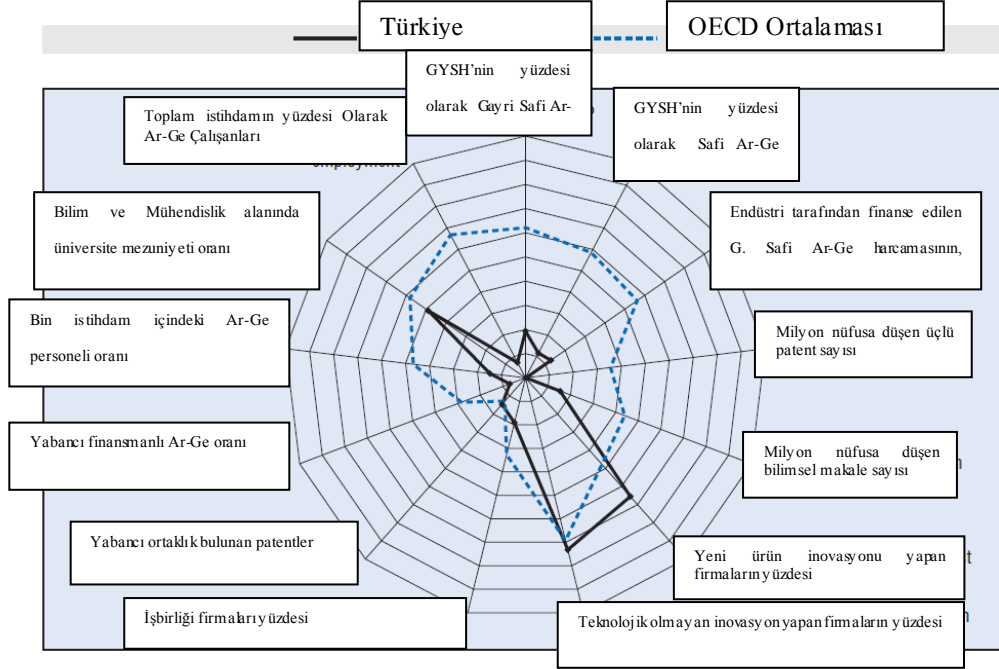 Türkiye
OECD Ortalaması
GYSH'nin yüzdesi
olarak Gayri Safi Ar-
GYSH'nin yüzdesi
olarak Safi Ar-Ge
Toplam istihdamın yüzdesi Olarak
Ar-Ge Çalışanları
employment
Bilim ve Mühendislik alanında
üniversite mezuniyeti oranı
Endüstri tarafından finanse edilen
G. Safi Ar-Ge harcamasının,
Bin istihdam içindeki Ar-Ge
personeli oranı
Milyon nüfusa düşen üçlü
patent sayısı
Yabancı finansmanlı Ar-Ge oranı
Milyon nüfusa düşen
bilimsel makale sayısı
Yabancı ortaklık bulunan patentler
Yeni ürün inovasyonu yapan
firmaların yüzdesi
İşbirliği firmaları yüzdesi
Teknolojik olmayan inovasyon yapan firmaların yüzdesi